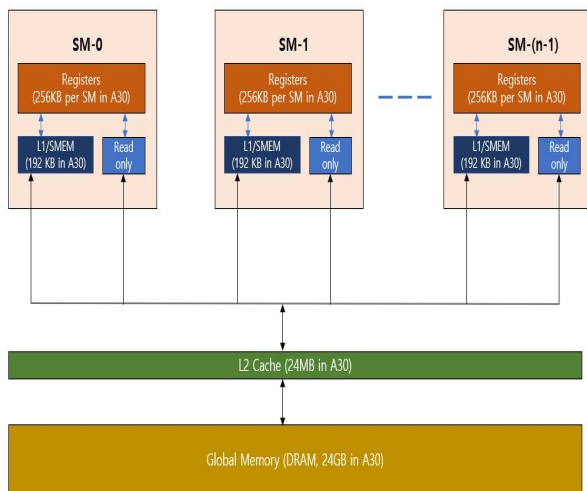 SM-0
Registers
(256KB per SM in A30)
L1/SMEM
(192 KB in A30)
Read
only
SM-1
Registers
(256KB per SM in A30)
L1/SMEM
(192 KB in A30)
Read
only
SM-(n-1)
Registers
(256KB per SM in A30)
L1/SMEM
(192 KB in A30)
Read
only
L2 Cache (24MB in A30)
Global Memory (DRAM, 24GB in A30)